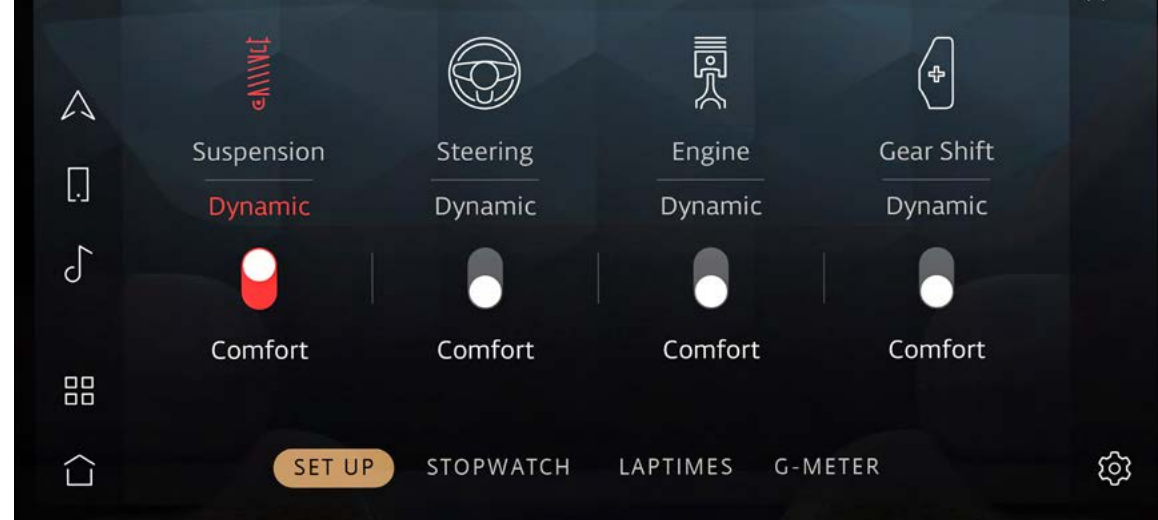 Suspension Steering Engine Gear Shift
Dynamic Dynamic Dynamic Dynamic
Comfort Comfort Comfort Comfort
SET UP STOPWATCH LAPTIMES G-METER